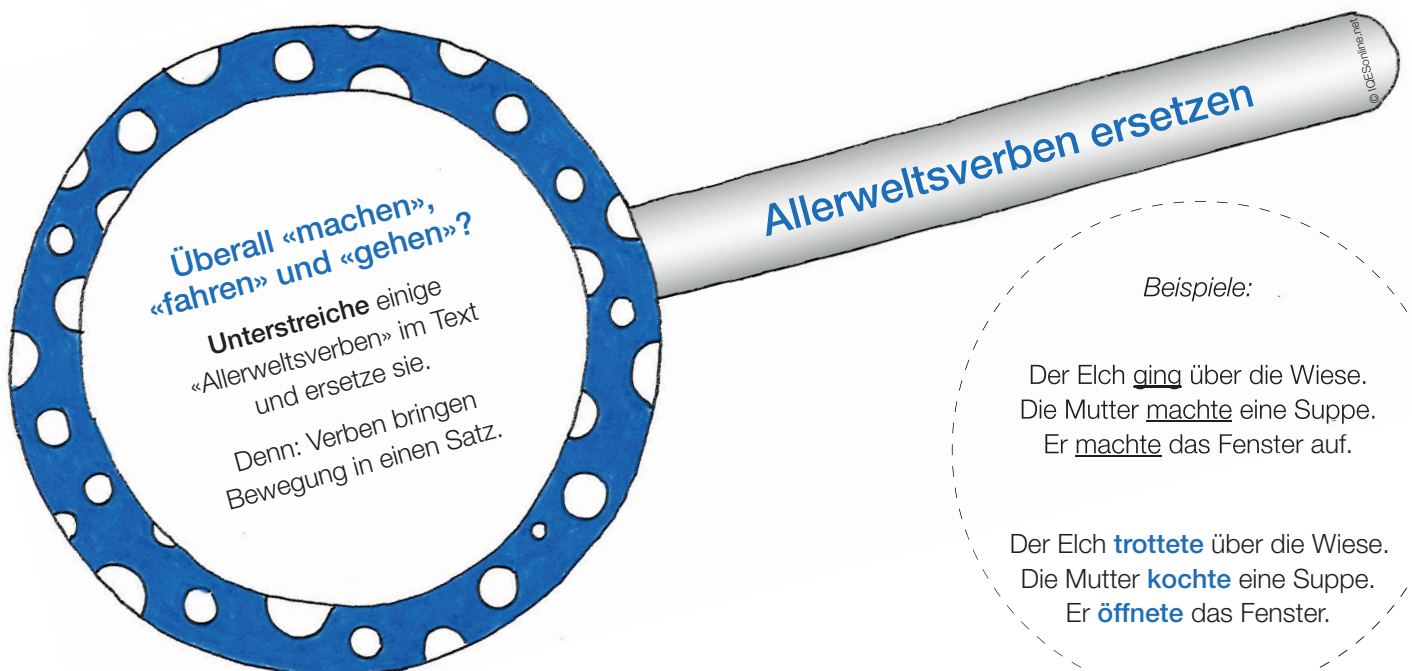 Überall «machen»,
«fahren» und «gehen»?
Unterstreiche einige
«Allerweltsverben» im Text
und ersetze sie.
Denn: Verben bringen
Bewegung in einen Satz.
Allerweltsverben ersetzen
© IQESonline.net
Beispiele:
Der Elch ging über die Wiese.
Die Mutter machte eine Suppe.
Er machte das Fenster auf.
Der Elch trottete über die Wiese.
Die Mutter kochte eine Suppe.
Er öffnete das Fenster.